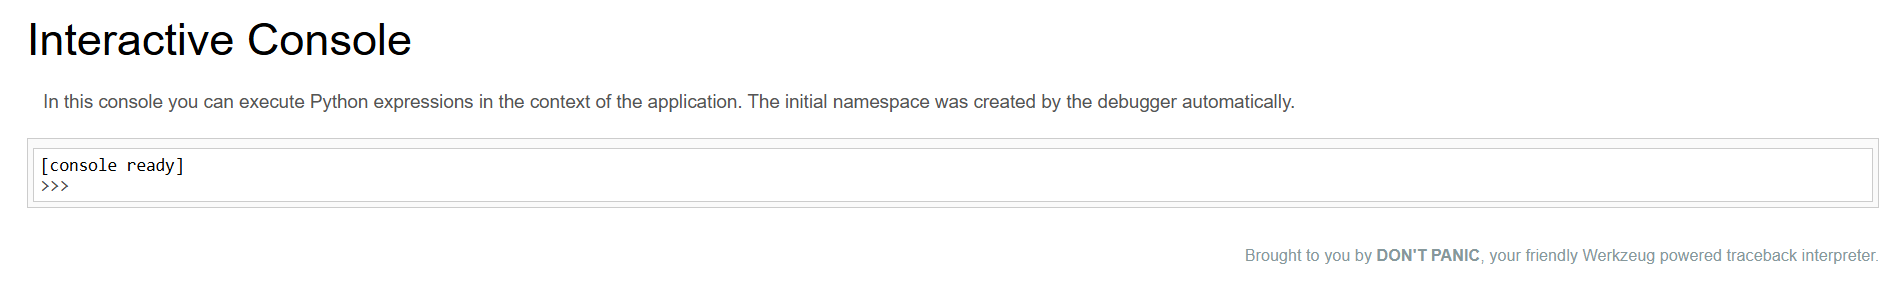 Interactive Console
In this console you can execute Python expressions in the context of the application. The initial namespace was created by the debugger automatically.
[console ready]
>>>
Brought to you by DON'T PANIC, your friendly Werkzeug powered traceback interpreter.